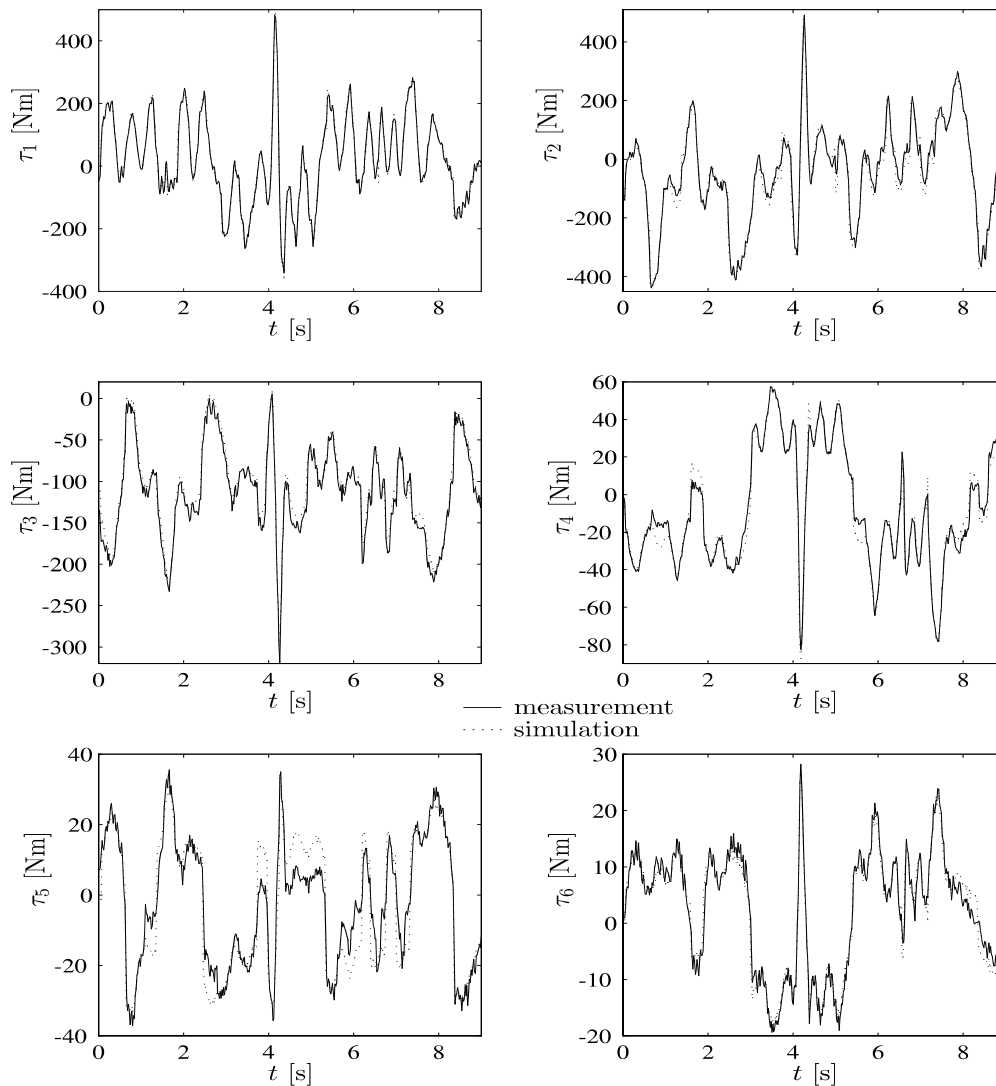 400
200
0
-200
-400
τ1 [Nm]
0 2 4 6 8
t [s]
400
200
0
-200
-400
τ2 [Nm]
0 2 4 6 8
t [s]
0
-50
-100
-150
-200
-250
-300
τ3 [Nm]
0 2 4 6 8
t [s]
60
40
20
0
-20
-40
-60
-80
τ4 [Nm]
0 2 4 6 8
t [s]
measurement
simulation
40
20
0
-20
-40
τ5 [Nm]
0 2 4 6 8
t [s]
30
20
10
0
-10
-20
τ6 [Nm]
0 2 4 6 8
t [s]